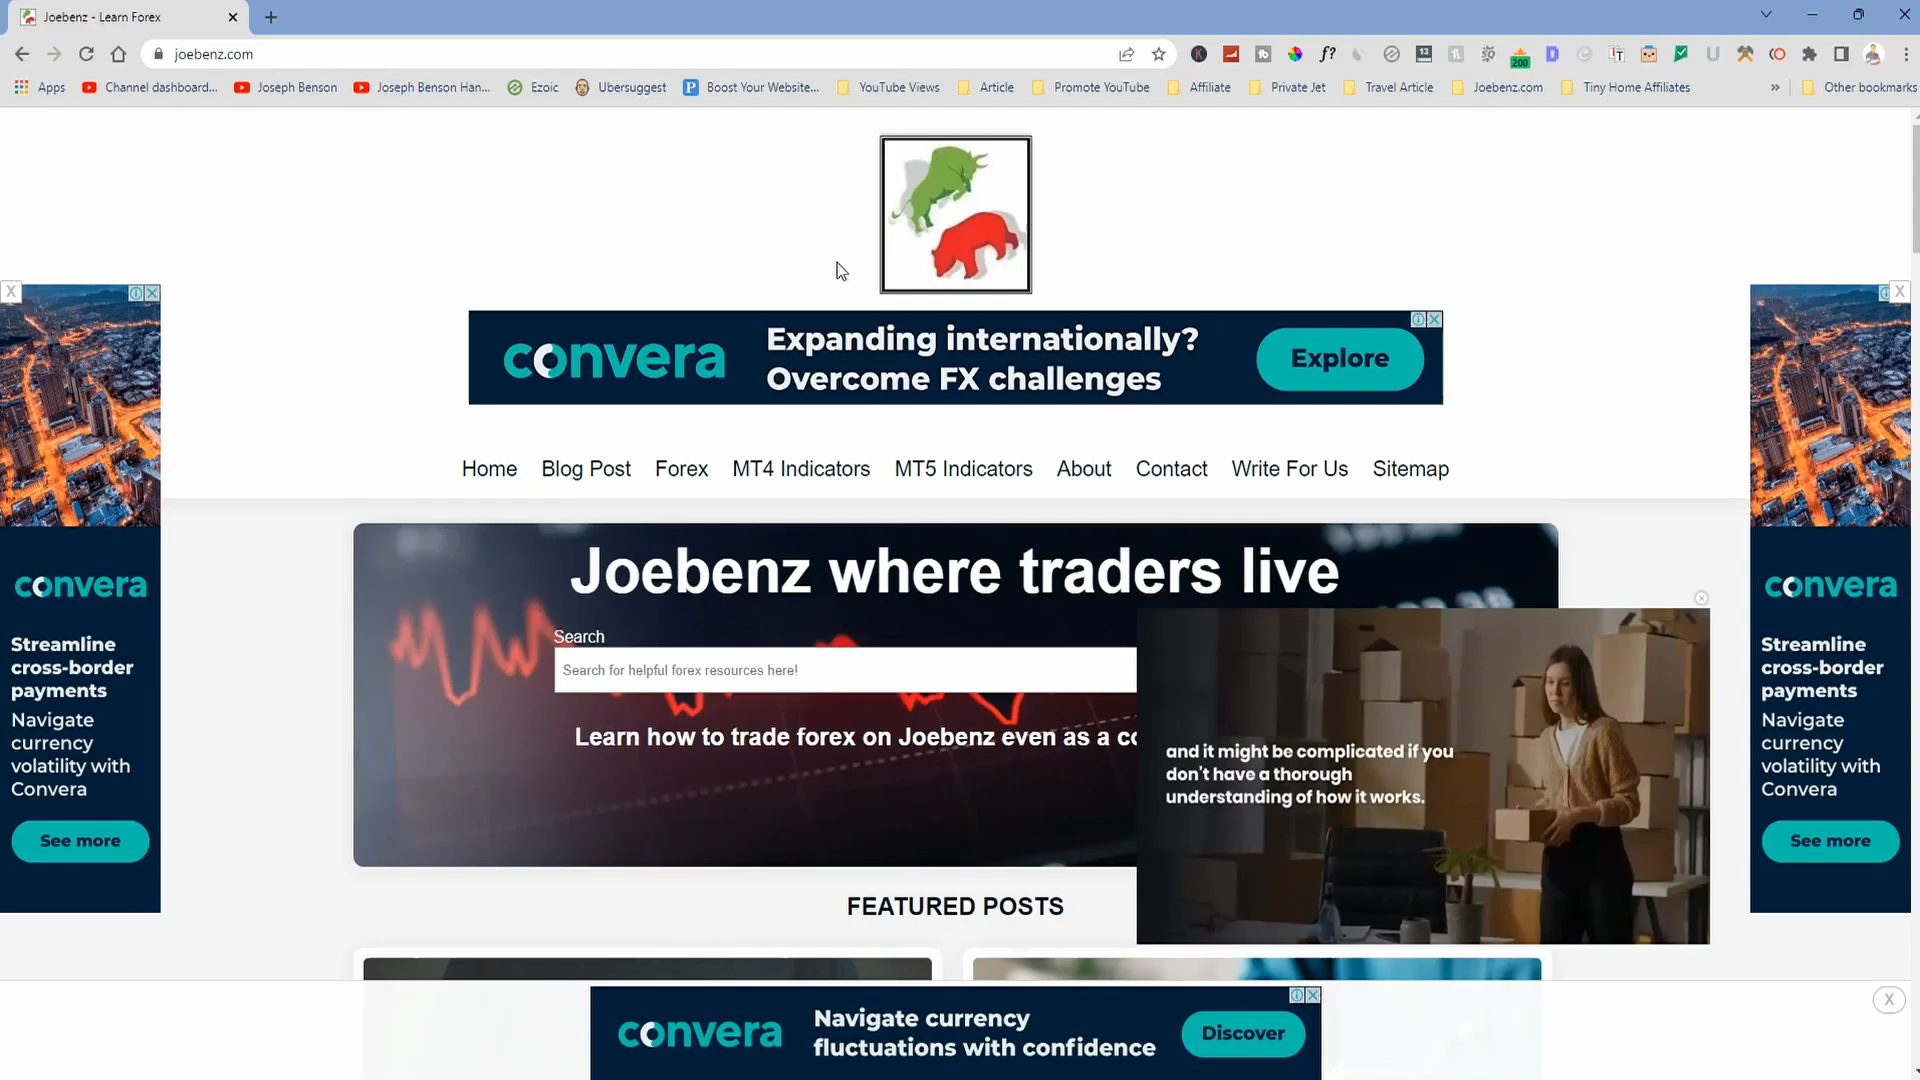 Joebenz - Learn Forex
joebenz.com
13
200
Apps
Channel dashboard...
Joseph Benson
Joseph Benson Han...
Ezoic
Ubersuggest
Boost Your Website...
YouTube Views
Article
Promote YouTube
Affiliate
Private Jet
Travel Article
Joebenz.com
Tiny Home Affiliates
»
Other bookmarks
convera
Expanding internationally?
Overcome FX challenges
Explore
Home
Blog Post
Forex
MT4 Indicators
MT5 Indicators
About
Contact
Write For Us
Sitemap
X
convera
Streamline
cross-border
payments
Navigate
currency
volatility with
Convera
See more
Joebenz where traders live
Search
Search for helpful forex resources here!
Learn how to trade forex on Joebenz even as a
and it might be complicated if you
don't have a thorough
understanding of how it works.
X
convera
Streamline
cross-border
payments
Navigate
currency
volatility with
Convera
See more
FEATURED POSTS
convera
Navigate currency
fluctuations with confidence
Discover
X